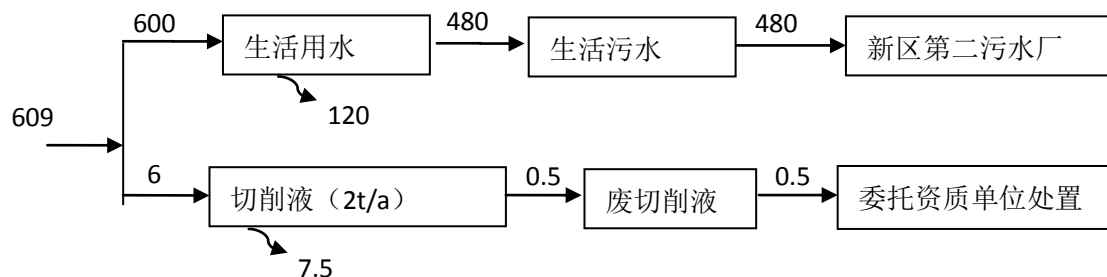 600
生活用水
480
生活污水
480
新区第二污水厂
120
609
6
切削液（2t/a）
0.5
废切削液
0.5
委托资质单位处置
7.5